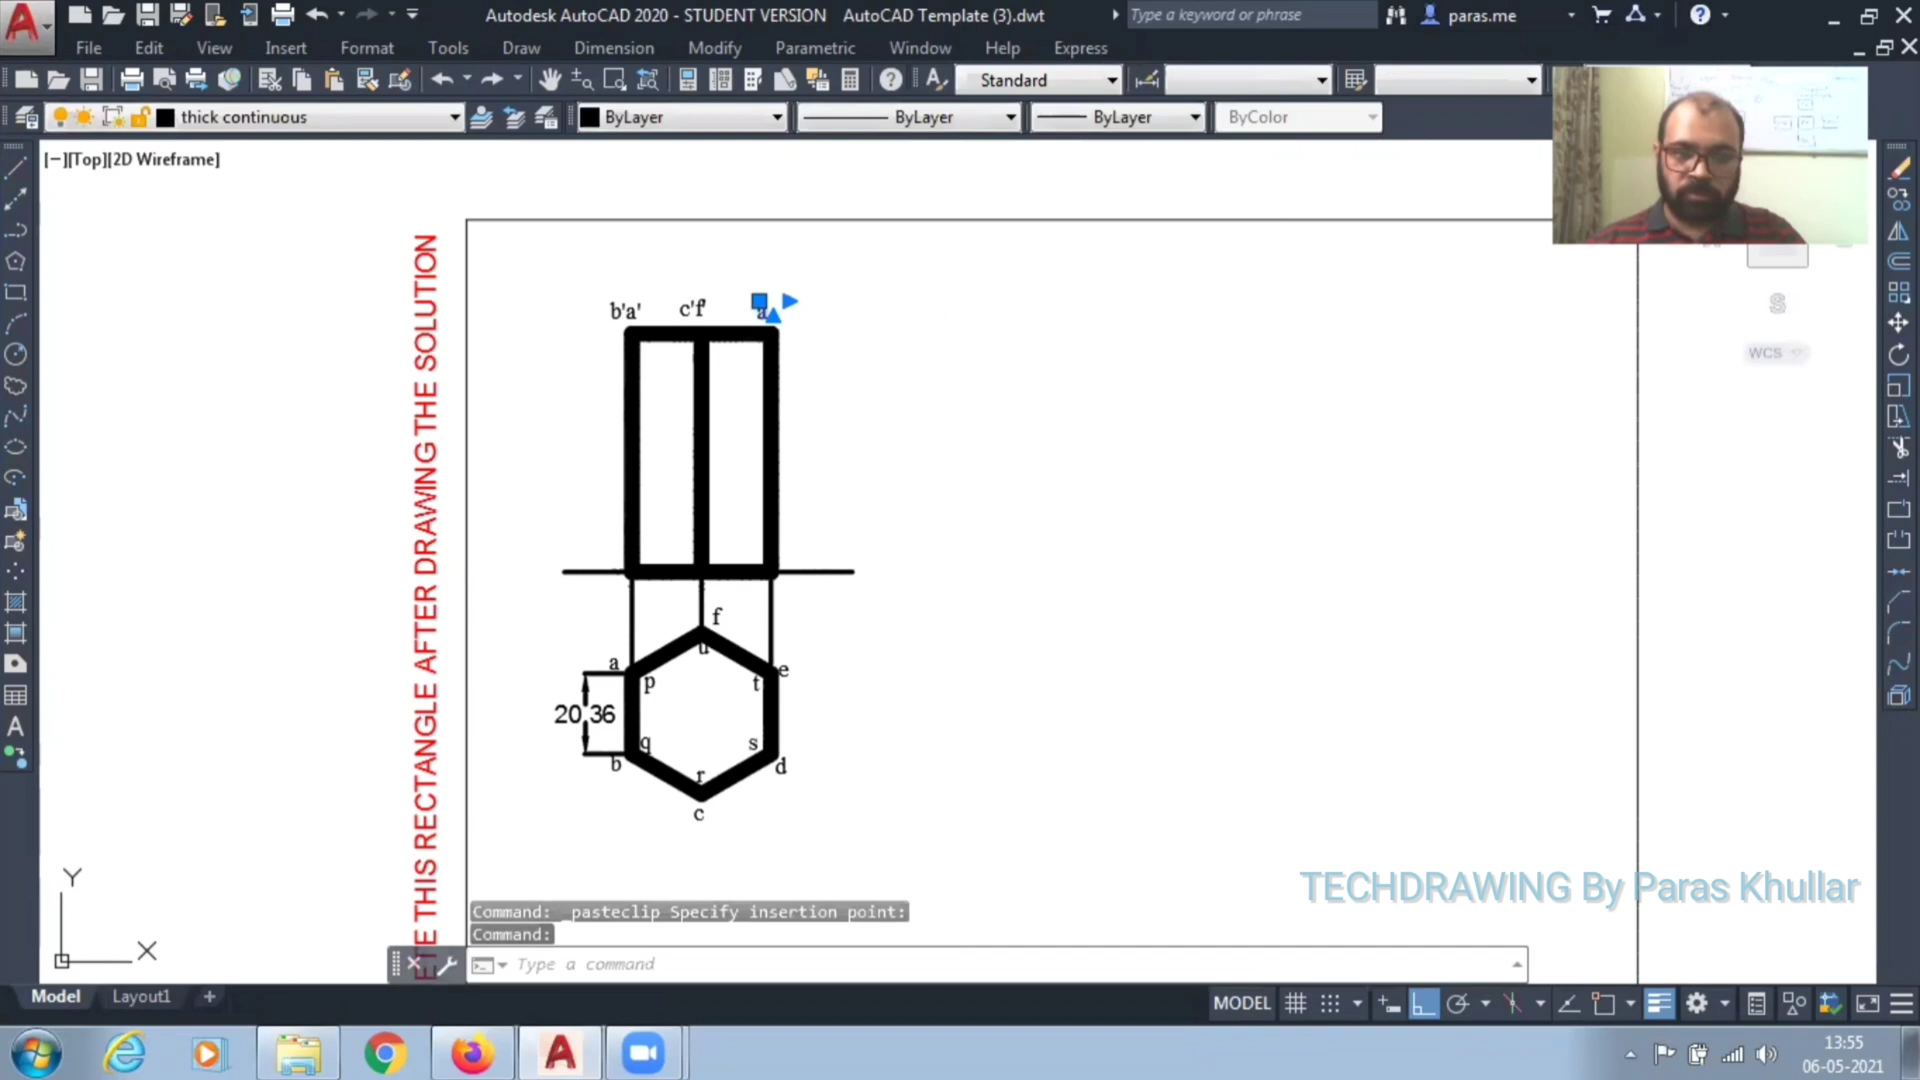 Autodesk AutoCAD 2020 - STUDENT VERSION AutoCAD Template (3).dwt
Type a keyword or phrase
paras.me
File Edit View Insert Format Tools Draw Dimension Modify Parametric Window Help Express
Standard
thick continuous
ByLayer
ByLayer
ByLayer
ByColor
[−][Top][2D Wireframe]
THIS RECTANGLE AFTER DRAWING THE SOLUTION
b'a' c'f'
S
WCS
f
u
a e
p t
20.36
q s
b d
r
c
TECHDRAWING By Paras Khullar
Y
X
Command: _pasteclip Specify insertion point:
Command:
Type a command
Model Layout1 +
MODEL
13:55
06-05-2021